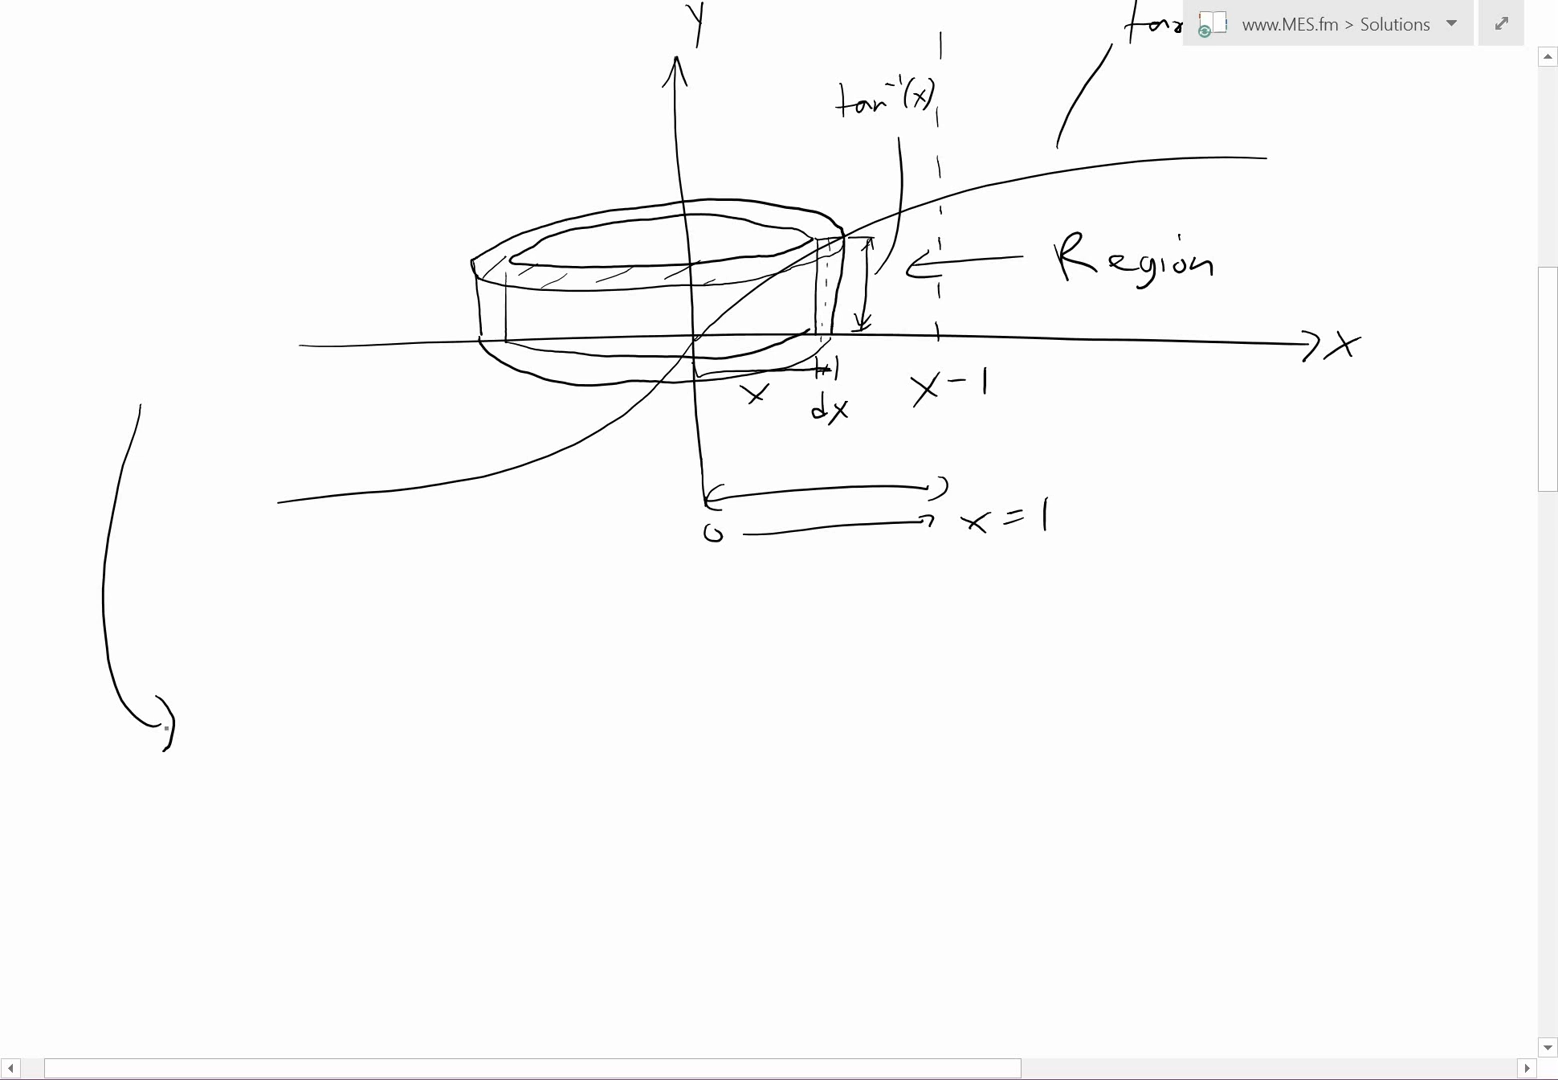 y
www.MES.fm > Solutions
tan⁻¹(x)
Region
x
x
dx
x-1
0
x = 1